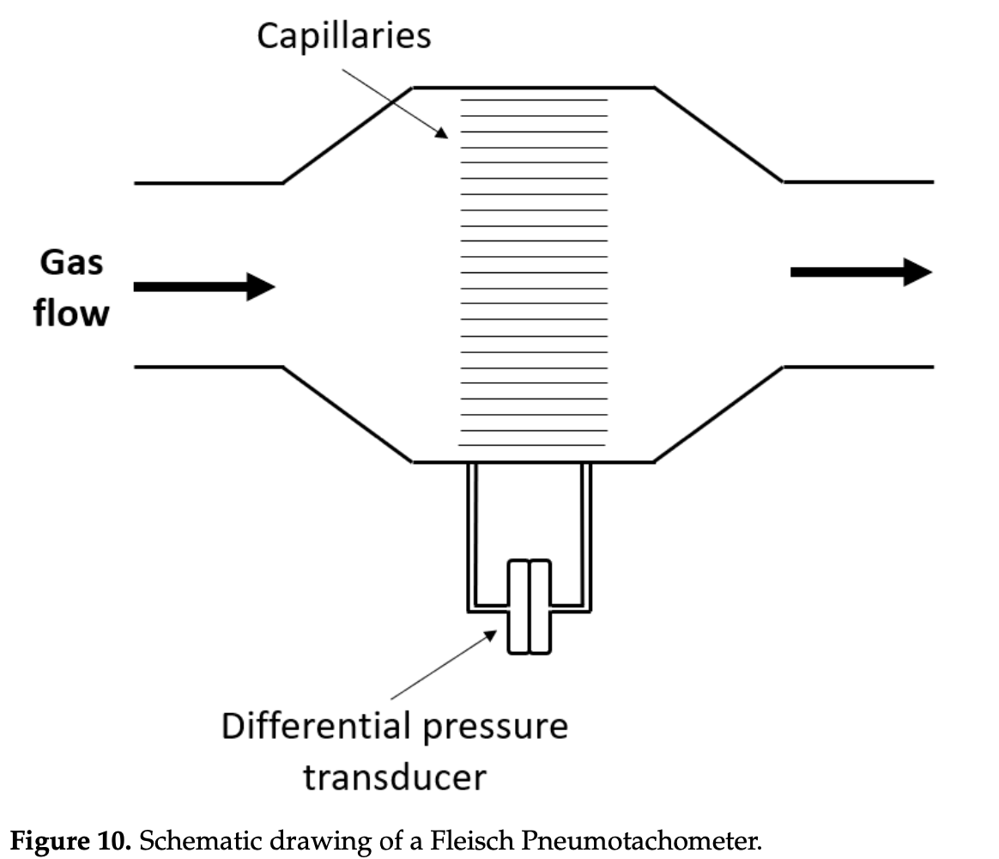 Capillaries
Gas
flow
Differential pressure
transducer
Figure 10. Schematic drawing of a Fleisch Pneumotachometer.